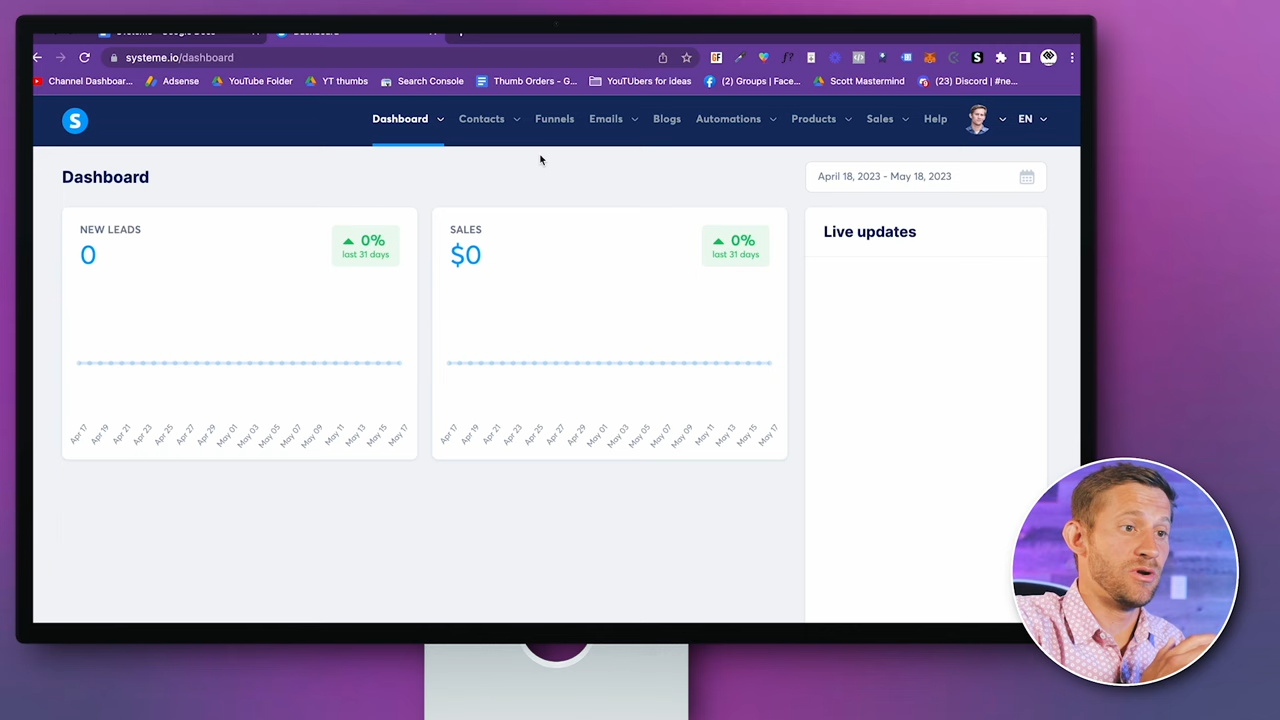 systeme.io/dashboard
Channel Dashboar... Adsense YouTube Folder YT thumbs Search Console Thumb Orders - G... YouTUbers for ideas (2) Groups | Face... Scott Mastermind (23) Discord | #ne...
S Dashboard Contacts Funnels Emails Blogs Automations Products Sales Help EN
Dashboard
April 18, 2023 - May 18, 2023
NEW LEADS
0
0%
last 31 days
SALES
$0
0%
last 31 days
Live updates
Apr 17 Apr 19 Apr 21 Apr 23 Apr 25 Apr 27 Apr 29 May 01 May 03 May 05 May 07 May 09 May 11 May 13 May 15 May 17
Apr 17 Apr 19 Apr 21 Apr 23 Apr 25 Apr 27 Apr 29 May 01 May 03 May 05 May 07 May 09 May 11 May 13 May 15 May 17